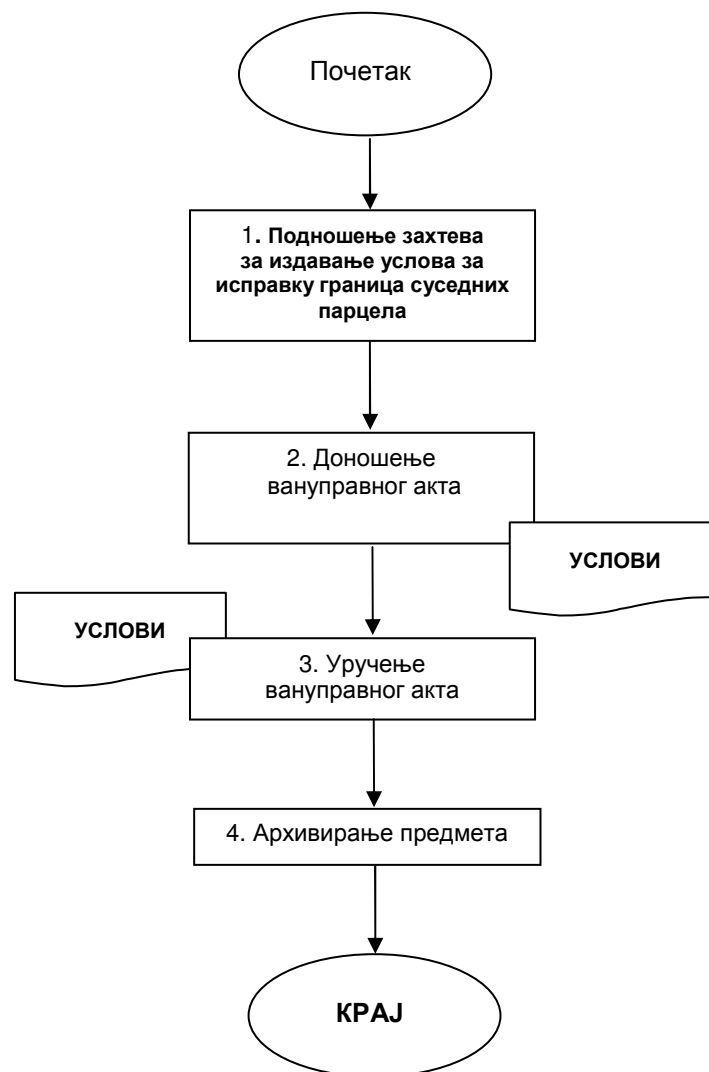 Почетак
1. Подношење захтева
за издавање услова за
исправку граница суседних
парцела
2. Доношење
вануправног акта
УСЛОВИ
УСЛОВИ
3. Уручење
вануправног акта
4. Архивирање предмета
КРАЈ